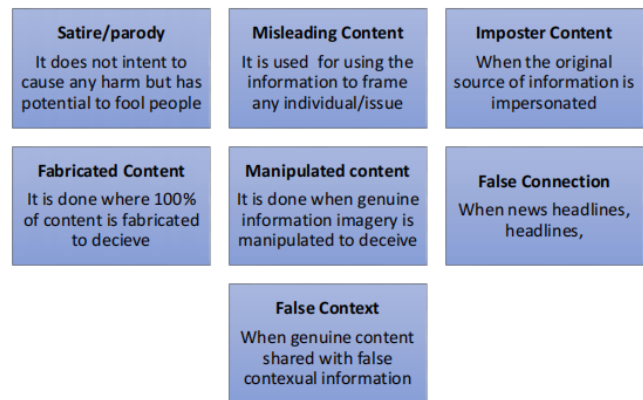 Satire/parody
It does not intent to
cause any harm but has
potential to fool people
Misleading Content
It is used for using the
information to frame
any individual/issue
Imposter Content
When the original
source of information is
impersonated
Fabricated Content
It is done where 100%
of content is fabricated
to decieve
Manipulated content
It is done when genuine
information imagery is
manipulated to deceive
False Connection
When news headlines,
headlines,
False Context
When genuine content
shared with false
contexual information